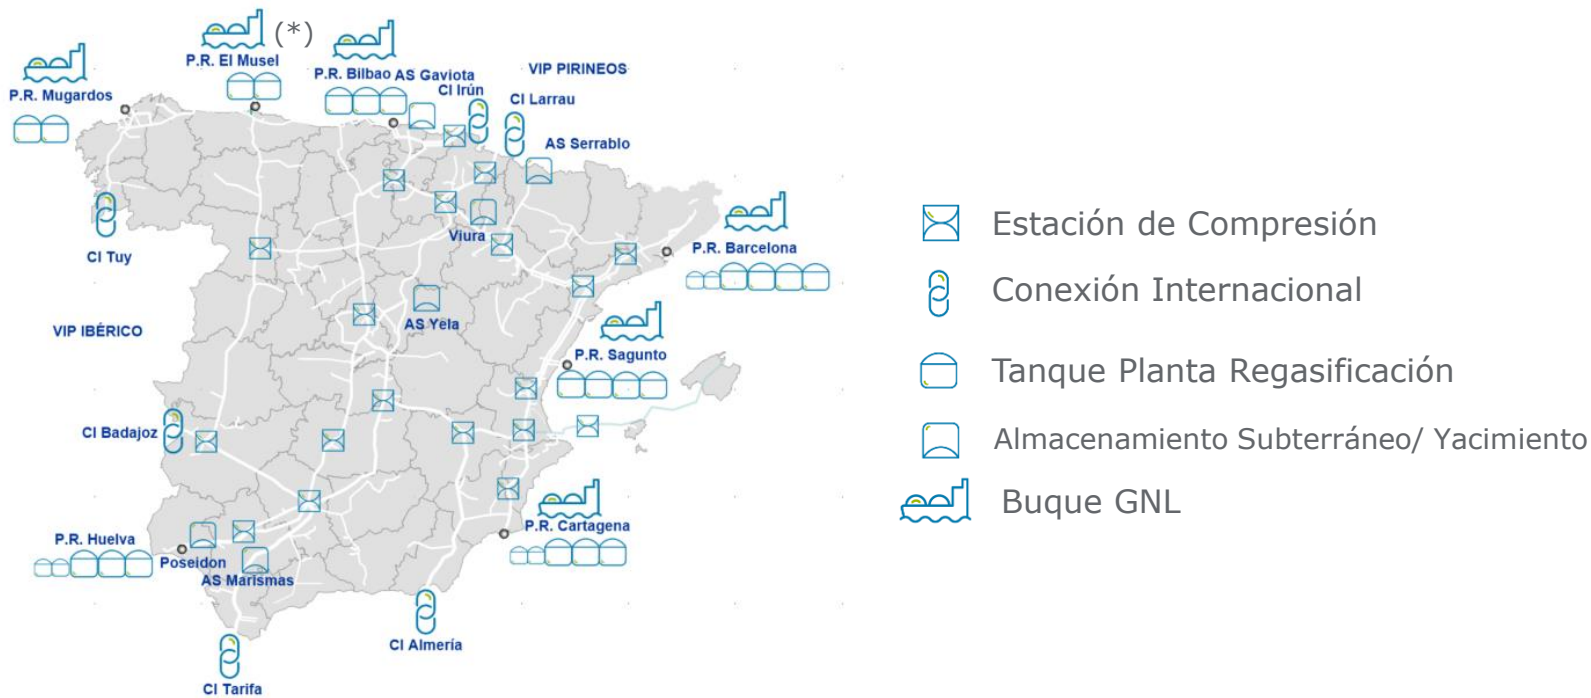 (*)
P.R. El Musel
P.R. Bilbao
AS Gaviota
VIP PIRINEOS
P.R. Mugardos
CI Irún
CI Larrau
AS Serrablo
CI Tuy
Viura
P.R. Barcelona
VIP IBÉRICO
AS Yela
P.R. Sagunto
CI Badajoz
P.R. Huelva
Poseidon
AS Marismas
P.R. Cartagena
CI Almería
CI Tarifa
Estación de Compresión
Conexión Internacional
Tanque Planta Regasificación
Almacenamiento Subterráneo/ Yacimiento
Buque GNL